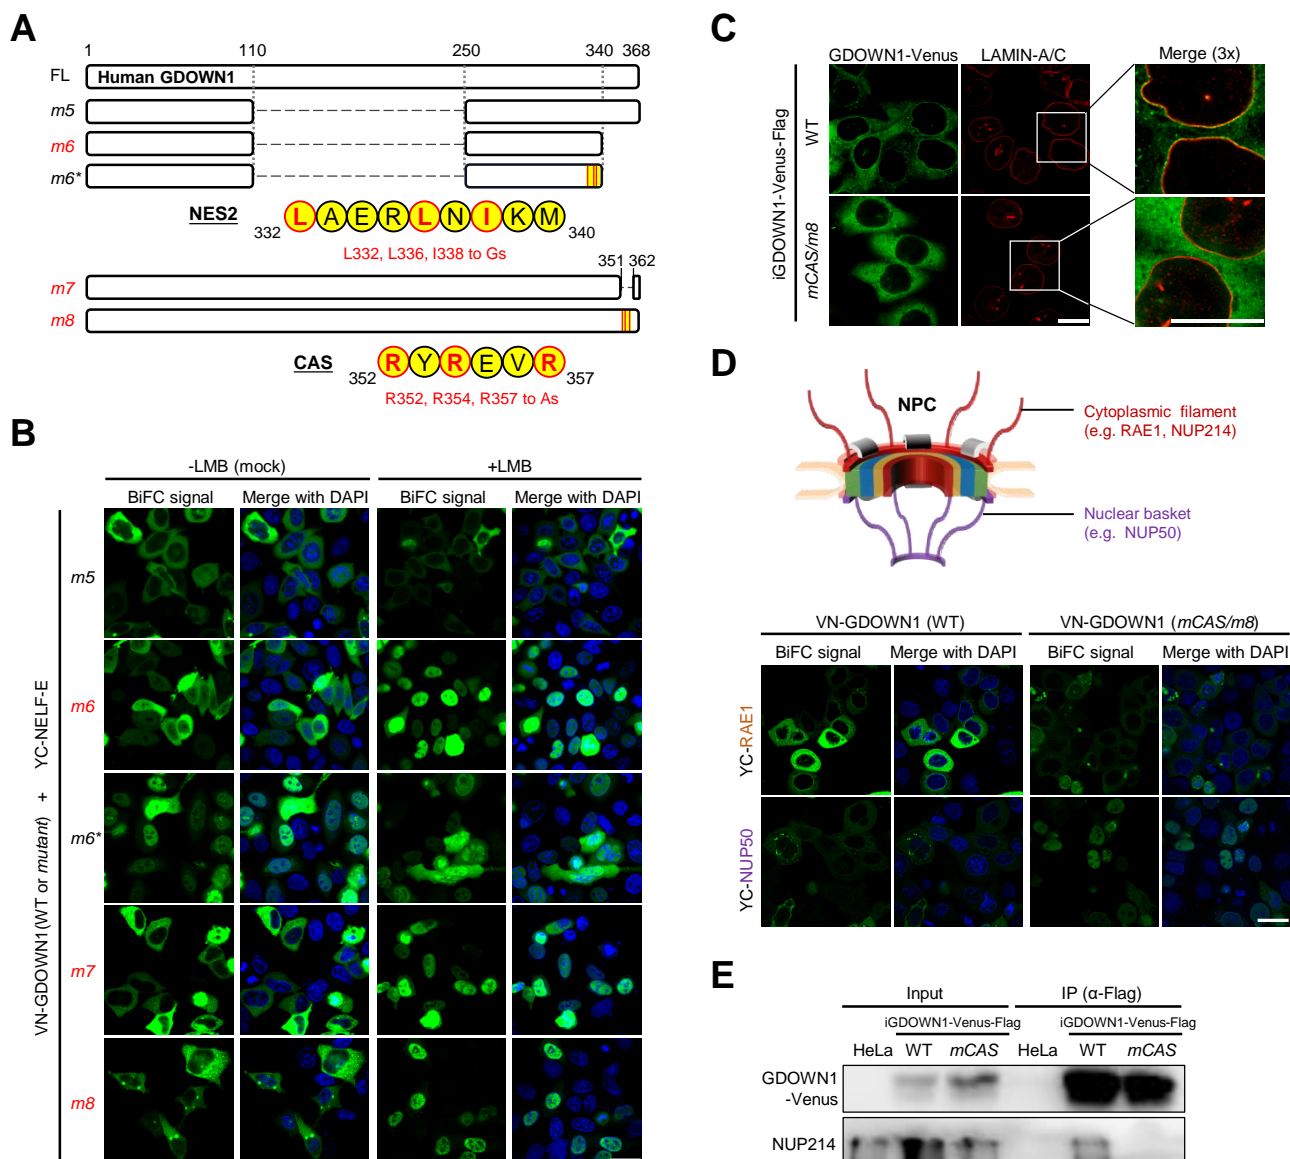 A
1 110 250 340 368
FL Human GDOWN1
m5
m6
m6*
NES2 332 L A E R L N I K M 340
L332, L336, I338 to Gs
351 362
m7
m8
CAS 352 R Y R E V R 357
R352, R354, R357 to As
B
-LMB (mock) +LMB
BiFC signal Merge with DAPI BiFC signal Merge with DAPI
VN-GDOWN1(WT or mutant) + YC-NELF-E
m5
m6
m6*
m7
m8
C
GDOWN1-Venus LAMIN-A/C Merge (3x)
iGDOWN1-Venus-Flag
WT
mCAS/m8
D
NPC
Cytoplasmic filament
(e.g. RAE1, NUP214)
Nuclear basket
(e.g. NUP50)
VN-GDOWN1 (WT) VN-GDOWN1 (mCAS/m8)
BiFC signal Merge with DAPI BiFC signal Merge with DAPI
YC-RAE1
YC-NUP50
E
Input IP (α-Flag)
iGDOWN1-Venus-Flag iGDOWN1-Venus-Flag
HeLa WT mCAS HeLa WT mCAS
GDOWN1
-Venus
NUP214